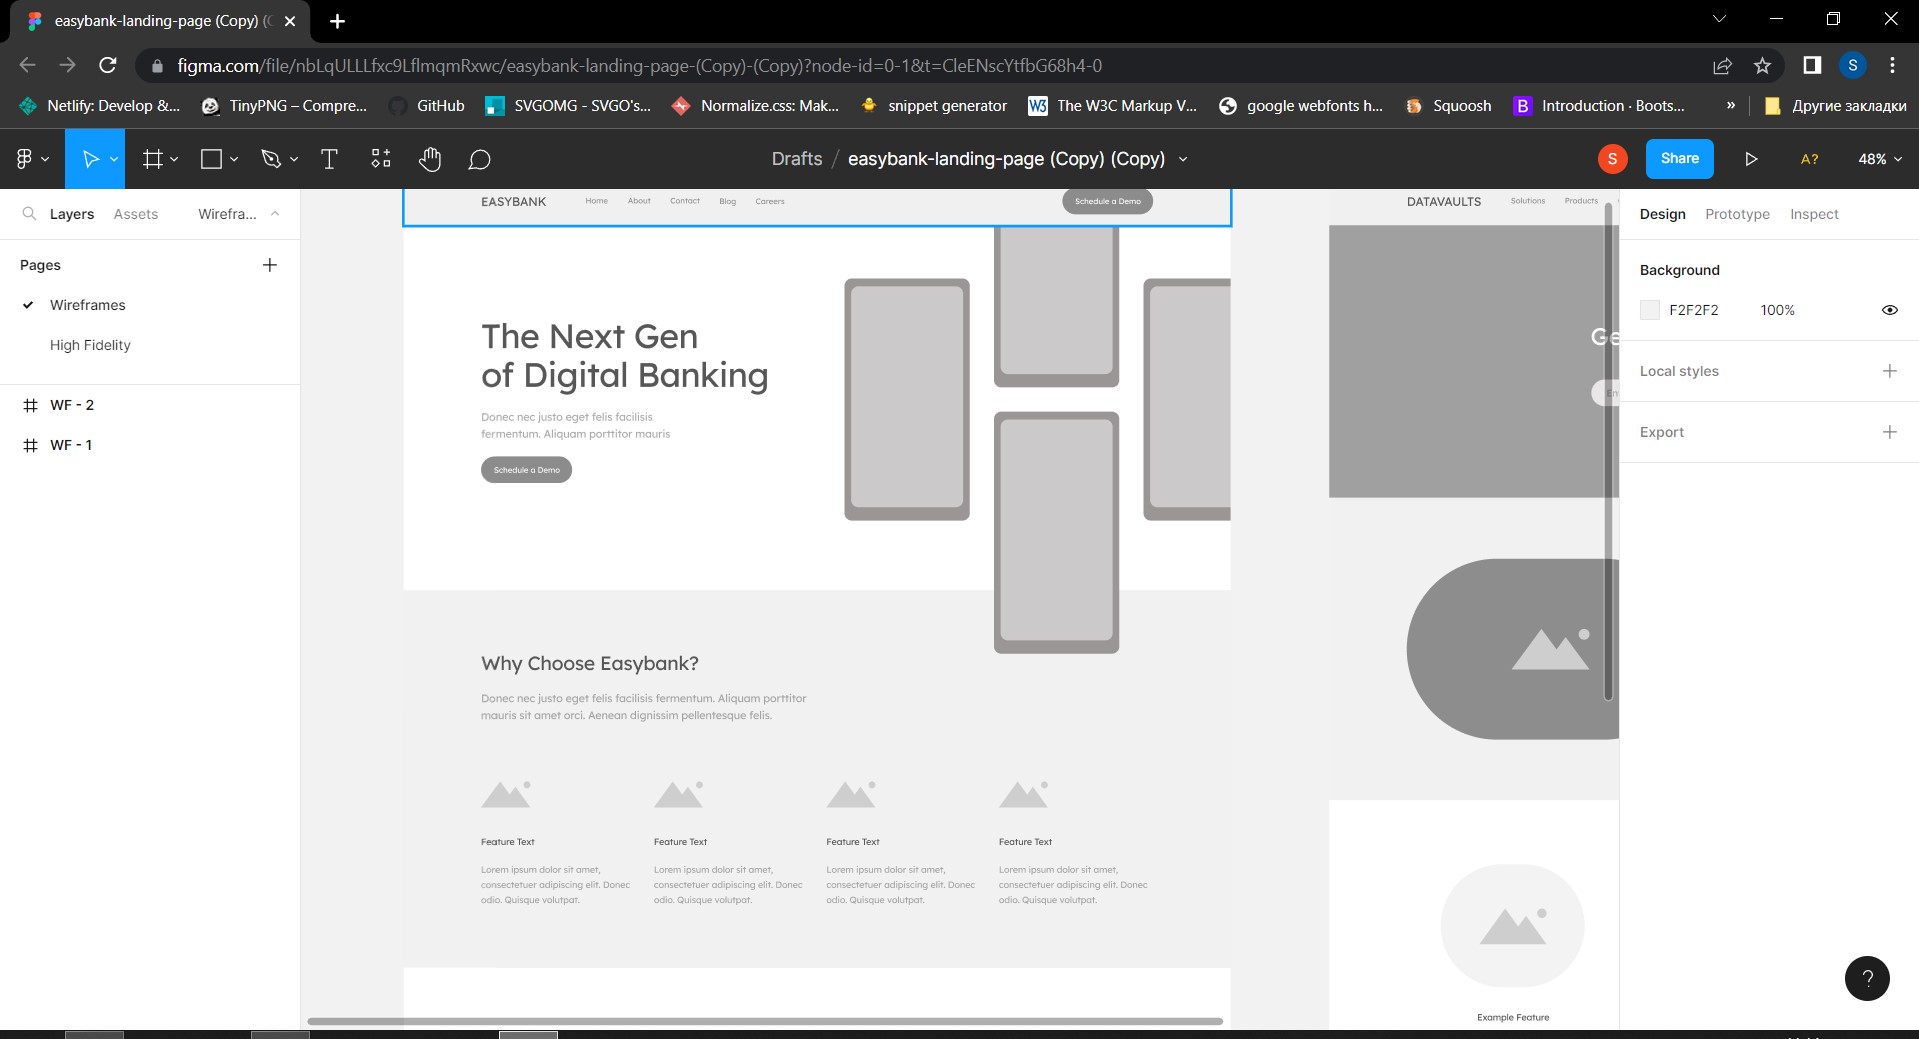 easybank-landing-page (Copy) (
figma.com/file/nbLqULLLfxc9LflmqmRxwc/easybank-landing-page-(Copy)-(Copy)?node-id=0-1&t=CleENscYtfbG68h4-0
S
Netlify: Develop &...
TinyPNG – Compre...
GitHub
SVGOMG - SVGO's...
Normalize.css: Mak...
snippet generator
W3 The W3C Markup V...
google webfonts h...
Squoosh
B Introduction · Boots...
»
Другие закладки
Drafts / easybank-landing-page (Copy) (Copy)
S
Share
A?
48%
Layers
Assets
Wirefra...
Pages
Wireframes
High Fidelity
WF - 2
WF - 1
EASYBANK
Home
About
Contact
Blog
Careers
Schedule a Demo
The Next Gen
of Digital Banking
Donec nec justo eget felis facilisis
fermentum. Aliquam porttitor mauris
Schedule a Demo
Why Choose Easybank?
Donec nec justo eget felis facilisis fermentum. Aliquam porttitor
mauris sit amet orci. Aenean dignissim pellentesque felis.
Feature Text
Lorem ipsum dolor sit amet,
consectetuer adipiscing elit. Donec
odio. Quisque volutpat.
Feature Text
Lorem ipsum dolor sit amet,
consectetuer adipiscing elit. Donec
odio. Quisque volutpat.
Feature Text
Lorem ipsum dolor sit amet,
consectetuer adipiscing elit. Donec
odio. Quisque volutpat.
Feature Text
Lorem ipsum dolor sit amet,
consectetuer adipiscing elit. Donec
odio. Quisque volutpat.
DATAVAULTS
Solutions
Products
Ge
En
Example Feature
Design
Prototype
Inspect
Background
F2F2F2
100%
Local styles
Export
?